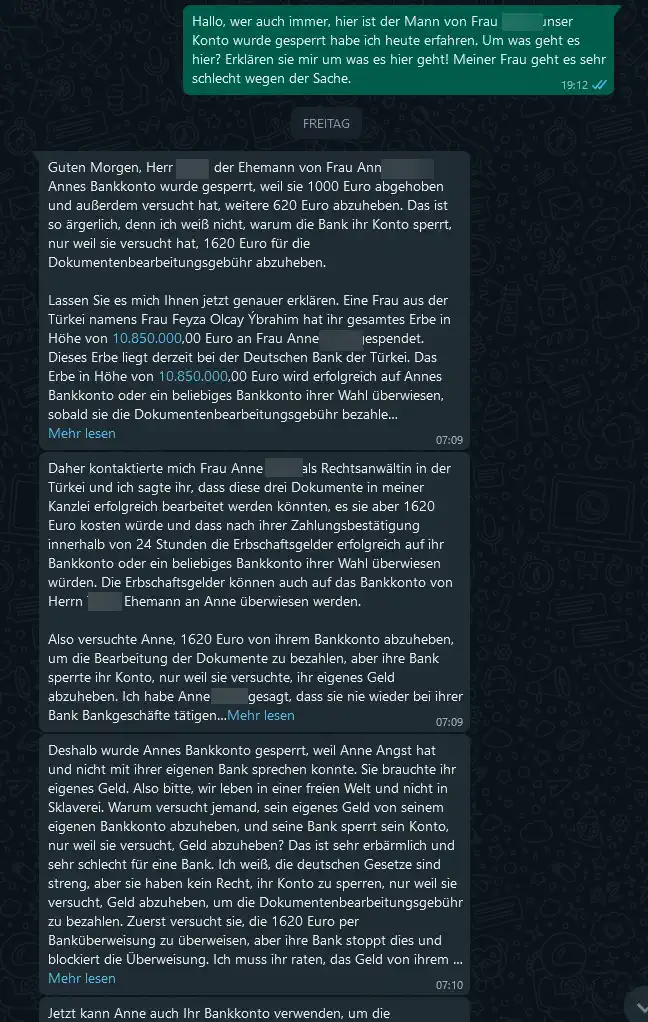 Hallo, wer auch immer, hier ist der Mann von Frau unser
Konto wurde gesperrt habe ich heute erfahren. Um was geht es
hier? Erklären sie mir um was es hier geht! Meiner Frau geht es sehr
schlecht wegen der Sache.
19:12
FREITAG
Guten Morgen, Herr der Ehemann von Frau Ann
Annes Bankkonto wurde gesperrt, weil sie 1000 Euro abgehoben
und außerdem versucht hat, weitere 620 Euro abzuheben. Das ist
so ärgerlich, denn ich weiß nicht, warum die Bank ihr Konto sperrt,
nur weil sie versucht hat, 1620 Euro für die
Dokumentenbearbeitungsgebühr abzuheben.
Lassen Sie es mich Ihnen jetzt genauer erklären. Eine Frau aus der
Türkei namens Frau Feyza Olcay Ýbrahim hat ihr gesamtes Erbe in
Höhe von 10.850.000,00 Euro an Frau Anne gespendet.
Dieses Erbe liegt derzeit bei der Deutschen Bank der Türkei. Das
Erbe in Höhe von 10.850.000,00 Euro wird erfolgreich auf Annes
Bankkonto oder ein beliebiges Bankkonto ihrer Wahl überwiesen,
sobald sie die Dokumentenbearbeitungsgebühr bezahle...
Mehr lesen
07:09
Daher kontaktierte mich Frau Anne als Rechtsanwältin in der
Türkei und ich sagte ihr, dass diese drei Dokumente in meiner
Kanzlei erfolgreich bearbeitet werden könnten, es sie aber 1620
Euro kosten würde und dass nach ihrer Zahlungsbestätigung
innerhalb von 24 Stunden die Erbschaftsgelder erfolgreich auf ihr
Bankkonto oder ein beliebiges Bankkonto ihrer Wahl überwiesen
würden. Die Erbschaftsgelder können auch auf das Bankkonto von
Herrn Ehemann an Anne überwiesen werden.
Also versuchte Anne, 1620 Euro von ihrem Bankkonto abzuheben,
um die Bearbeitung der Dokumente zu bezahlen, aber ihre Bank
sperrte ihr Konto, nur weil sie versuchte, ihr eigenes Geld
abzuheben. Ich habe Anne gesagt, dass sie nie wieder bei ihrer
Bank Bankgeschäfte tätigen...Mehr lesen
07:09
Deshalb wurde Annes Bankkonto gesperrt, weil Anne Angst hat
und nicht mit ihrer eigenen Bank sprechen konnte. Sie brauchte ihr
eigenes Geld. Also bitte, wir leben in einer freien Welt und nicht in
Sklaverei. Warum versucht jemand, sein eigenes Geld von seinem
eigenen Bankkonto abzuheben, und seine Bank sperrt sein Konto,
nur weil sie versucht, Geld abzuheben? Das ist sehr erbärmlich und
sehr schlecht für eine Bank. Ich weiß, die deutschen Gesetze sind
streng, aber sie haben kein Recht, ihr Konto zu sperren, nur weil sie
versucht, Geld abzuheben, um die Dokumentenbearbeitungsgebühr
zu bezahlen. Zuerst versucht sie, die 1620 Euro per
Banküberweisung zu überweisen, aber ihre Bank stoppt dies und
blockiert die Überweisung. Ich muss ihr raten, das Geld von ihrem ...
Mehr lesen
07:10
Jetzt kann Anne auch Ihr Bankkonto verwenden, um die